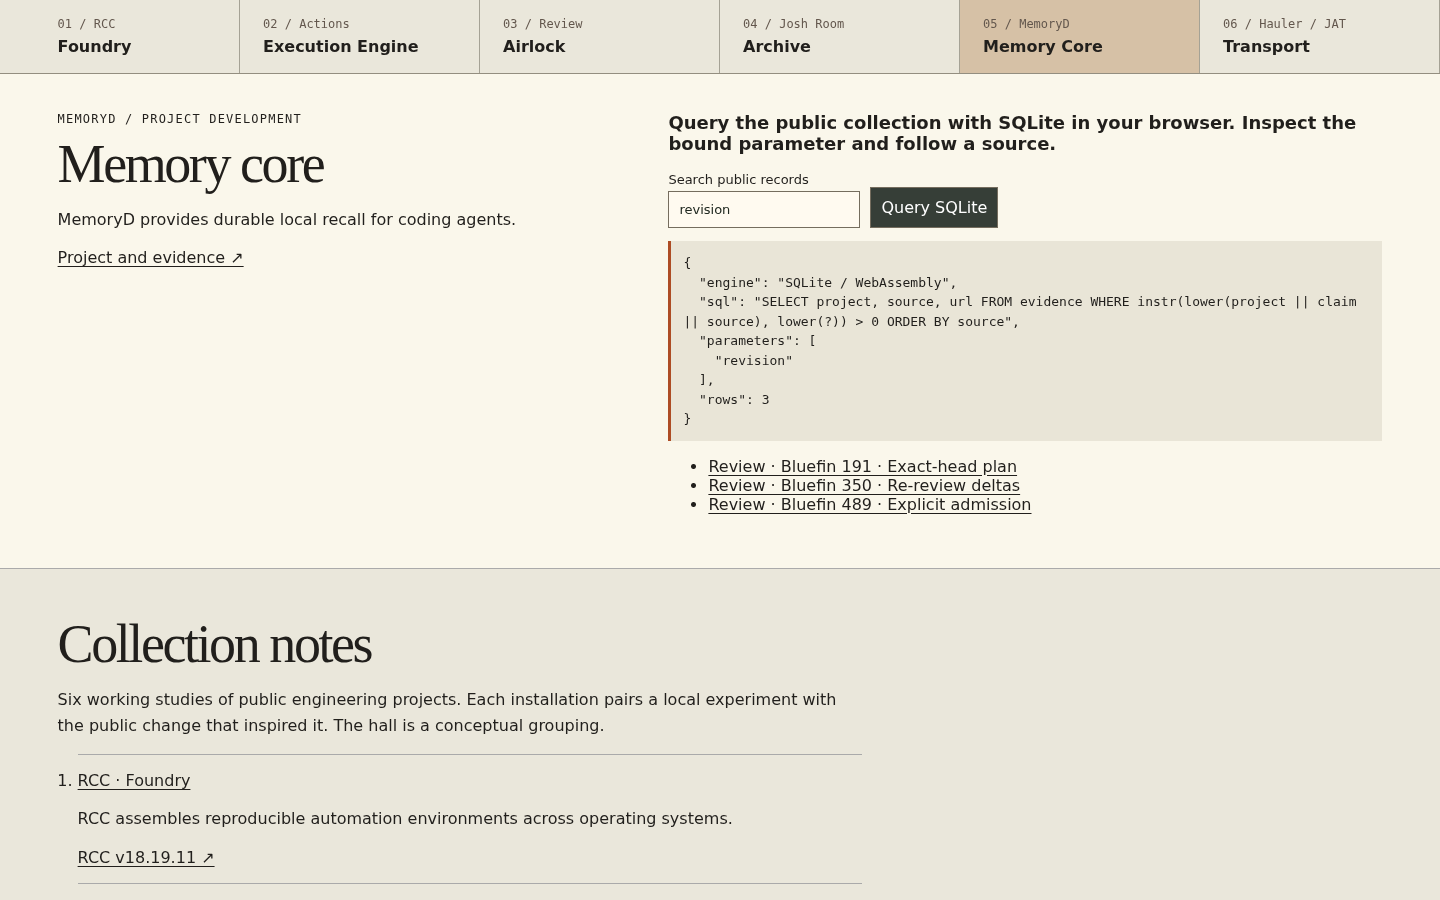 01 / RCC
Foundry
02 / Actions
Execution Engine
03 / Review
Airlock
04 / Josh Room
Archive
05 / MemoryD
Memory Core
06 / Hauler / JAT
Transport
MEMORYD / PROJECT DEVELOPMENT
Memory core
MemoryD provides durable local recall for coding agents.
Project and evidence ↗
Query the public collection with SQLite in your browser. Inspect the
bound parameter and follow a source.
Search public records
revision
Query SQLite
{
  "engine": "SQLite / WebAssembly",
  "sql": "SELECT project, source, url FROM evidence WHERE instr(lower(project || claim
|| source), lower(?)) > 0 ORDER BY source",
  "parameters": [
    "revision"
  ],
  "rows": 3
}
• Review · Bluefin 191 · Exact-head plan
• Review · Bluefin 350 · Re-review deltas
• Review · Bluefin 489 · Explicit admission
Collection notes
Six working studies of public engineering projects. Each installation pairs a local experiment with
the public change that inspired it. The hall is a conceptual grouping.
1. RCC · Foundry
RCC assembles reproducible automation environments across operating systems.
RCC v18.19.11 ↗